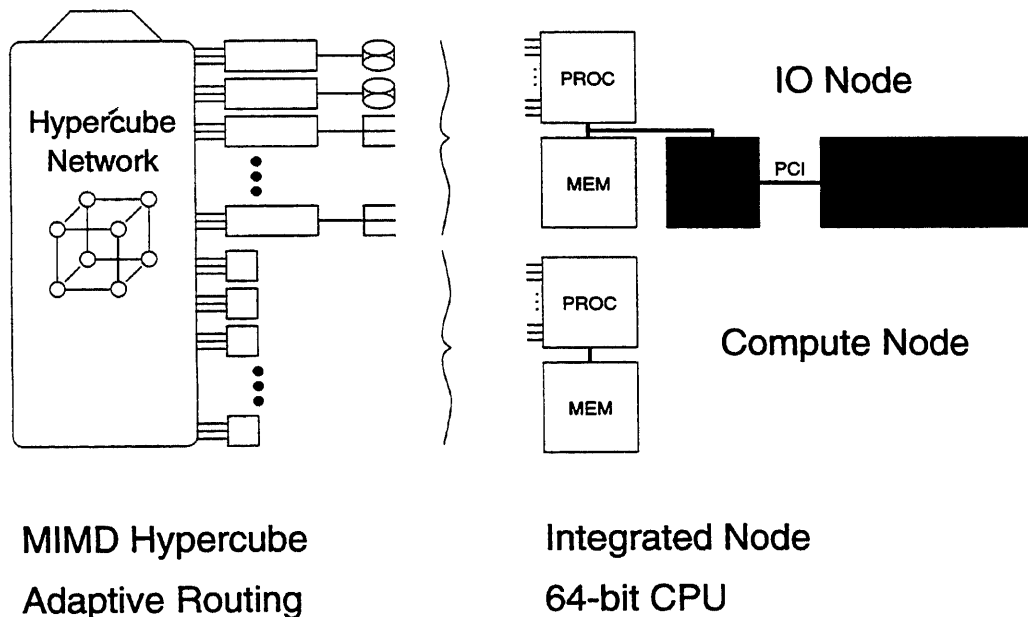 Hypercube
Network
PROC
IO Node
MEM
PCI
PROC
Compute Node
MEM
MIMD Hypercube
Adaptive Routing
Integrated Node
64-bit CPU